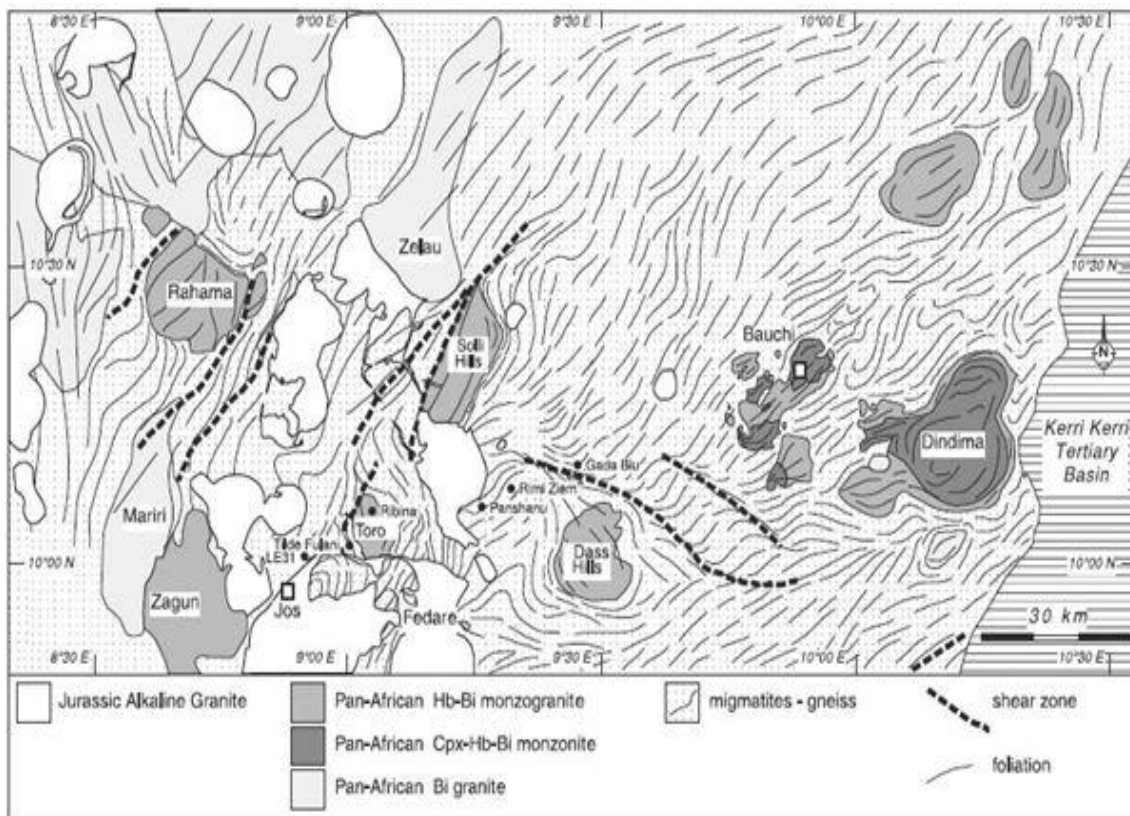 8°30 E
9°00 E
9°30 E
10°00 E
10°30 E
Zelau
10°30 N
10°30 N
Rahama
Solli
Hills
Bauchi
N
Kerri Kerri
Tertiary
Basin
Dindima
Gada Biu
Rimi Ziem
Panshanu
Mariri
Ribina
Toro
Tilde Fulani
LE31
Dass
Hills
10°00 N
10°00 N
Zagun
Jos
Fedare
30 km
8°30 E
9°00 E
9°30 E
10°00 E
10°30 E
Jurassic Alkaline Granite
Pan-African Hb-Bi monzogranite
migmatites - gneiss
shear zone
Pan-African Cpx-Hb-Bi monzonite
foliation
Pan-African Bi granite